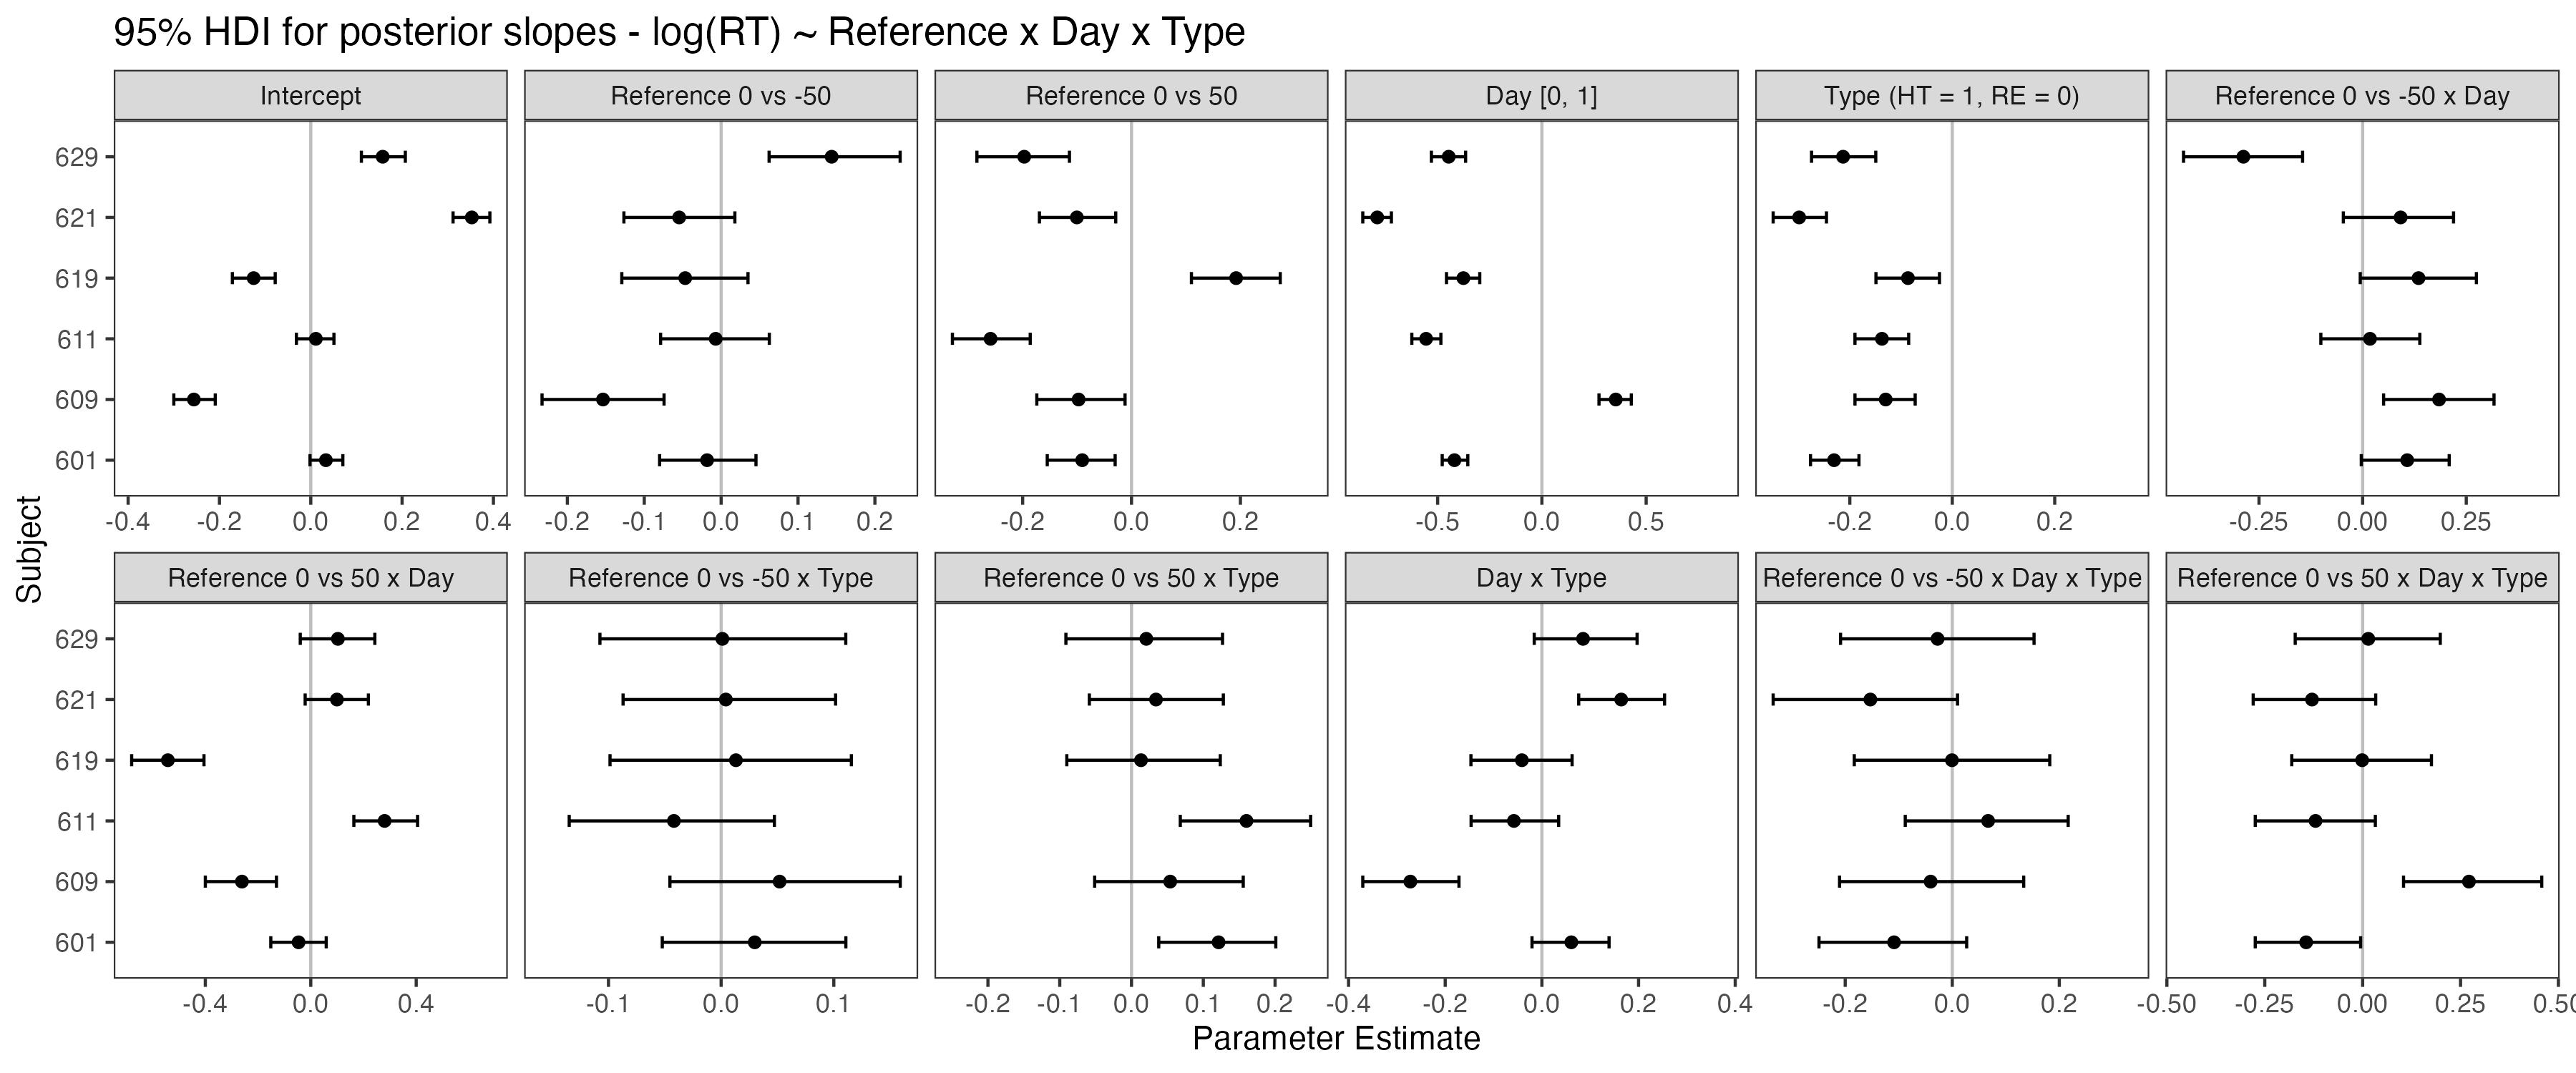 95% HDI for posterior slopes - log(RT) ~ Reference x Day x Type
Intercept
Reference 0 vs -50
Reference 0 vs 50
Day [0, 1]
Type (HT = 1, RE = 0)
Reference 0 vs -50 x Day
629
621
619
611
609
601
-0.4 -0.2 0.0 0.2 0.4
-0.2 -0.1 0.0 0.1 0.2
-0.2 0.0 0.2
-0.5 0.0 0.5
-0.2 0.0 0.2
-0.25 0.00 0.25
Subject
Reference 0 vs 50 x Day
Reference 0 vs -50 x Type
Reference 0 vs 50 x Type
Day x Type
Reference 0 vs -50 x Day x Type
Reference 0 vs 50 x Day x Type
629
621
619
611
609
601
-0.4 0.0 0.4
-0.1 0.0 0.1
-0.2 -0.1 0.0 0.1 0.2
-0.4 -0.2 0.0 0.2 0.4
-0.2 0.0 0.2
-0.50 -0.25 0.00 0.25 0.50
Parameter Estimate